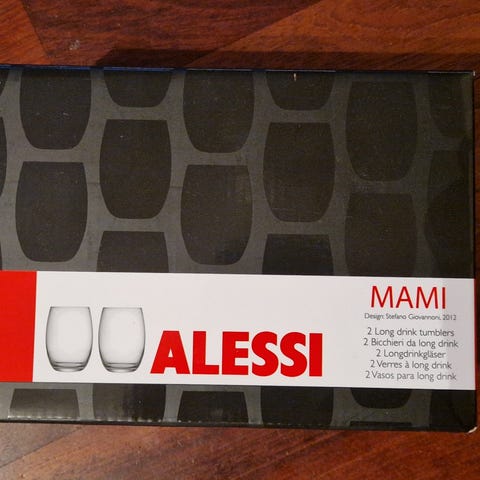 MAMI
Design: Stefano Giovannoni, 2012
ALESSI
2 Long drink tumblers
2 Bicchieri da long drink
2 Longdrinkgläser
2 Verres à long drink
2 Vasos para long drink